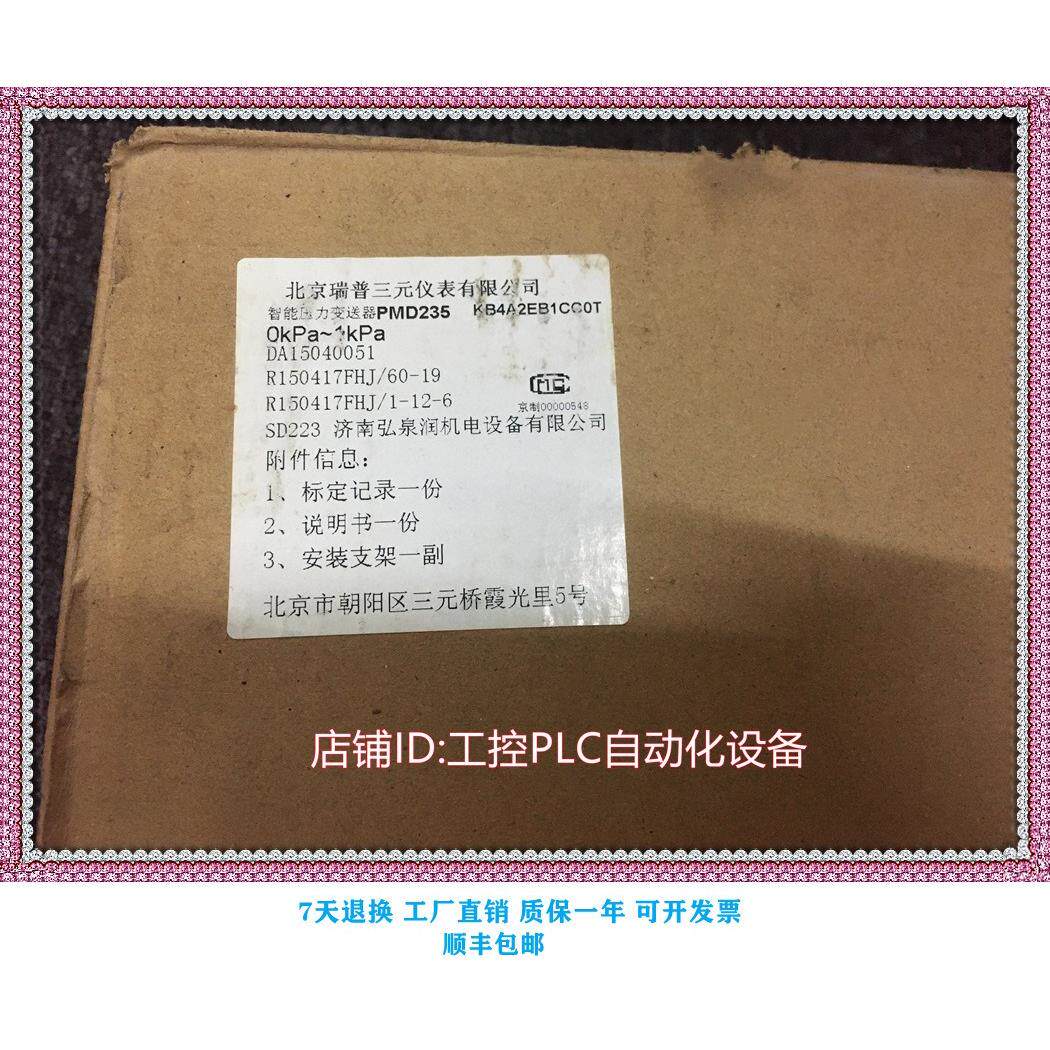 北京瑞普三元仪表有限公司
智能压力变送器PMD235 KB4A2EB1CC0T
0kPa~1kPa
DA15040051
R150417FHJ/60-19
MC
R150417FHJ/1-12-6
京制00000548
SD223 济南弘泉润机电设备有限公司
附件信息：
1、标定记录一份
2、说明书一份
3、安装支架一副
北京市朝阳区三元桥霞光里5号
店铺ID:工控PLC自动化设备
7天退换 工厂直销 质保一年 可开发票
顺丰包邮